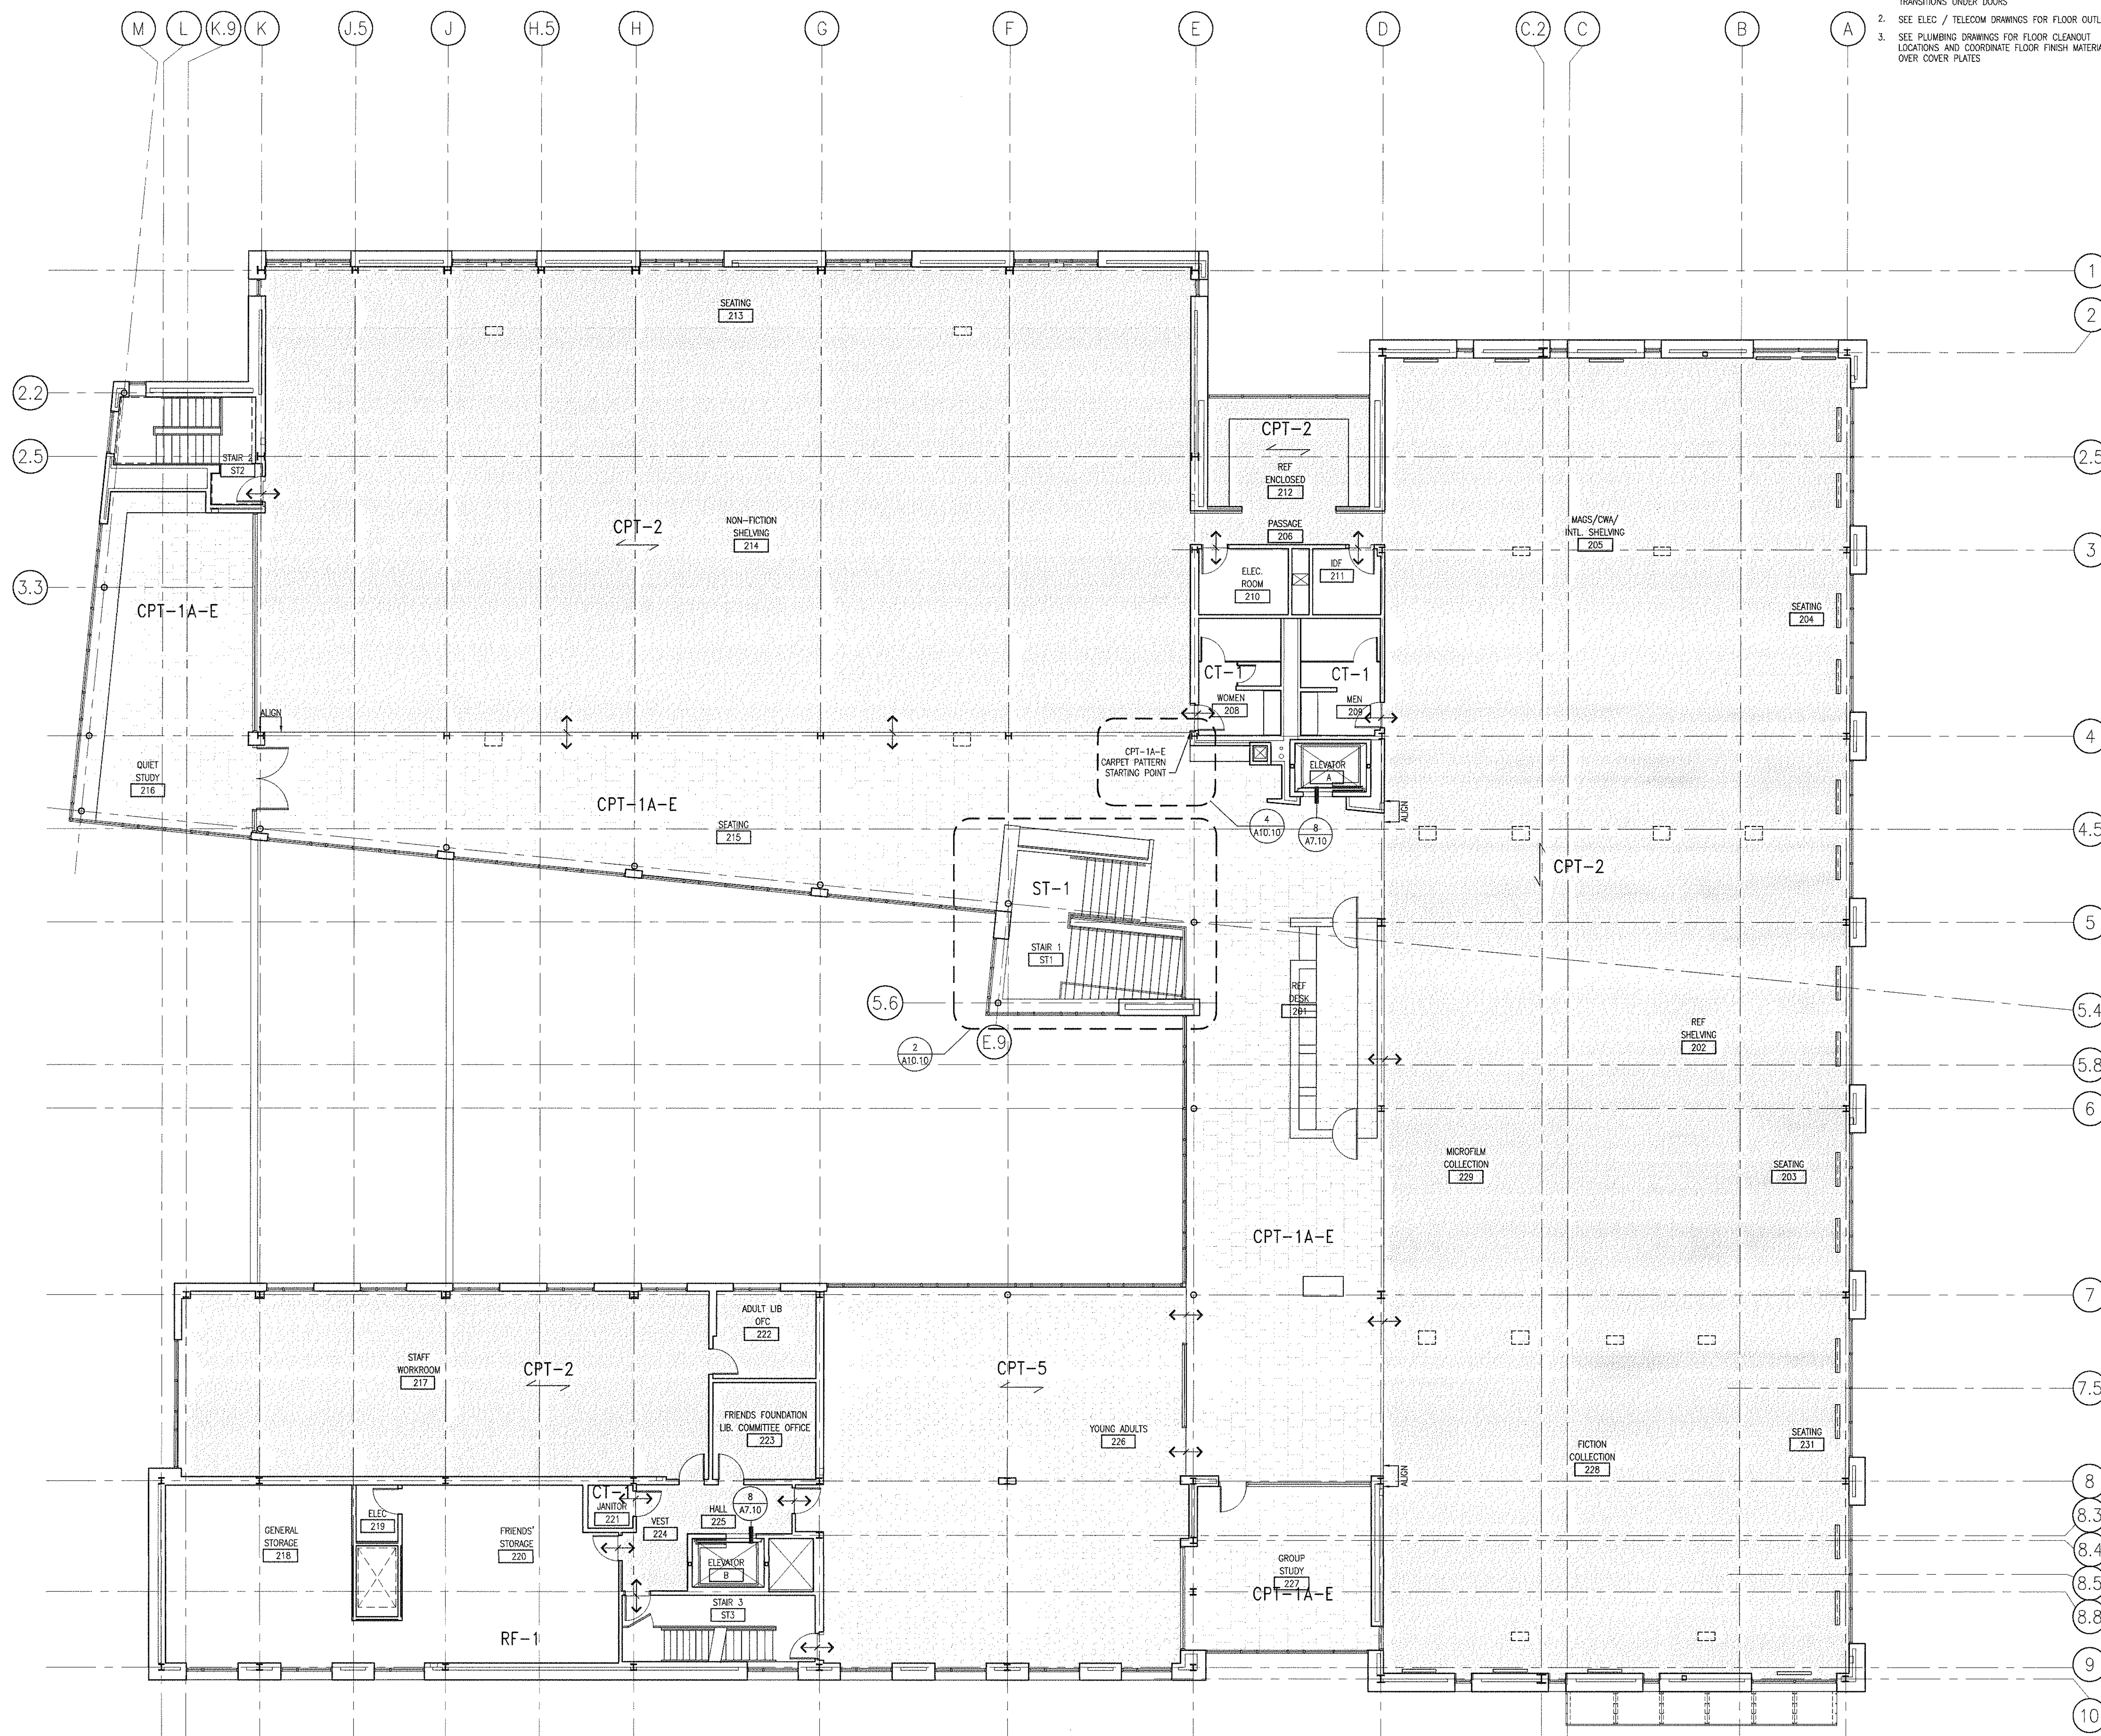 TRANSITIONS UNDER DOORS
2. SEE ELEC / TELECOM DRAWINGS FOR FLOOR
3. SEE PLUMBING DRAWINGS FOR FLOOR CLEANOUT
LOCATIONS AND COORDINATE FLOOR FINISH
OVER COVER PLATES
M
L
K.9
K
J.5
J
H.5
H
G
F
E
D
C.2
C
B
A
1
2
2.2
2.5
2.5
3
3.3
4
4.5
5
5.4
5.6
E.9
5.8
6
7
7.5
8
8.3
8.4
8.5
8.8
9
10
SEATING
213
STAIR 2
ST2
CPT-2
NON-FICTION
SHELVING
214
CPT-2
REF
ENCLOSED
212
PASSAGE
206
ELEC.
ROOM
210
IDF
211
MAGS/CWA/
INTL. SHELVING
205
SEATING
204
CPT-1A-E
QUIET
STUDY
216
ALIGN
CT-1
WOMEN
208
CT-1
MEN
209
CPT-1A-E
CARPET PATTERN
STARTING POINT
ELEVATOR
A
4
A10.10
8
A7.10
ALIGN
CPT-1A-E
SEATING
215
ST-1
STAIR 1
ST1
2
A10.10
REF
DESK
201
CPT-2
REF
SHELVING
202
MICROFILM
COLLECTION
229
SEATING
203
CPT-1A-E
ADULT LIB
OFC
222
STAFF
WORKROOM
217
CPT-2
CPT-5
FRIENDS FOUNDATION
LIB. COMMITTEE OFFICE
223
YOUNG ADULTS
226
FICTION
COLLECTION
228
SEATING
231
ALIGN
CT-1
JANITOR
221
8
A7.10
HALL
225
VEST
224
ELEC
219
GENERAL
STORAGE
218
FRIENDS'
STORAGE
220
ELEVATOR
B
STAIR 3
ST3
RF-1
GROUP
STUDY
227
CPT-1A-E